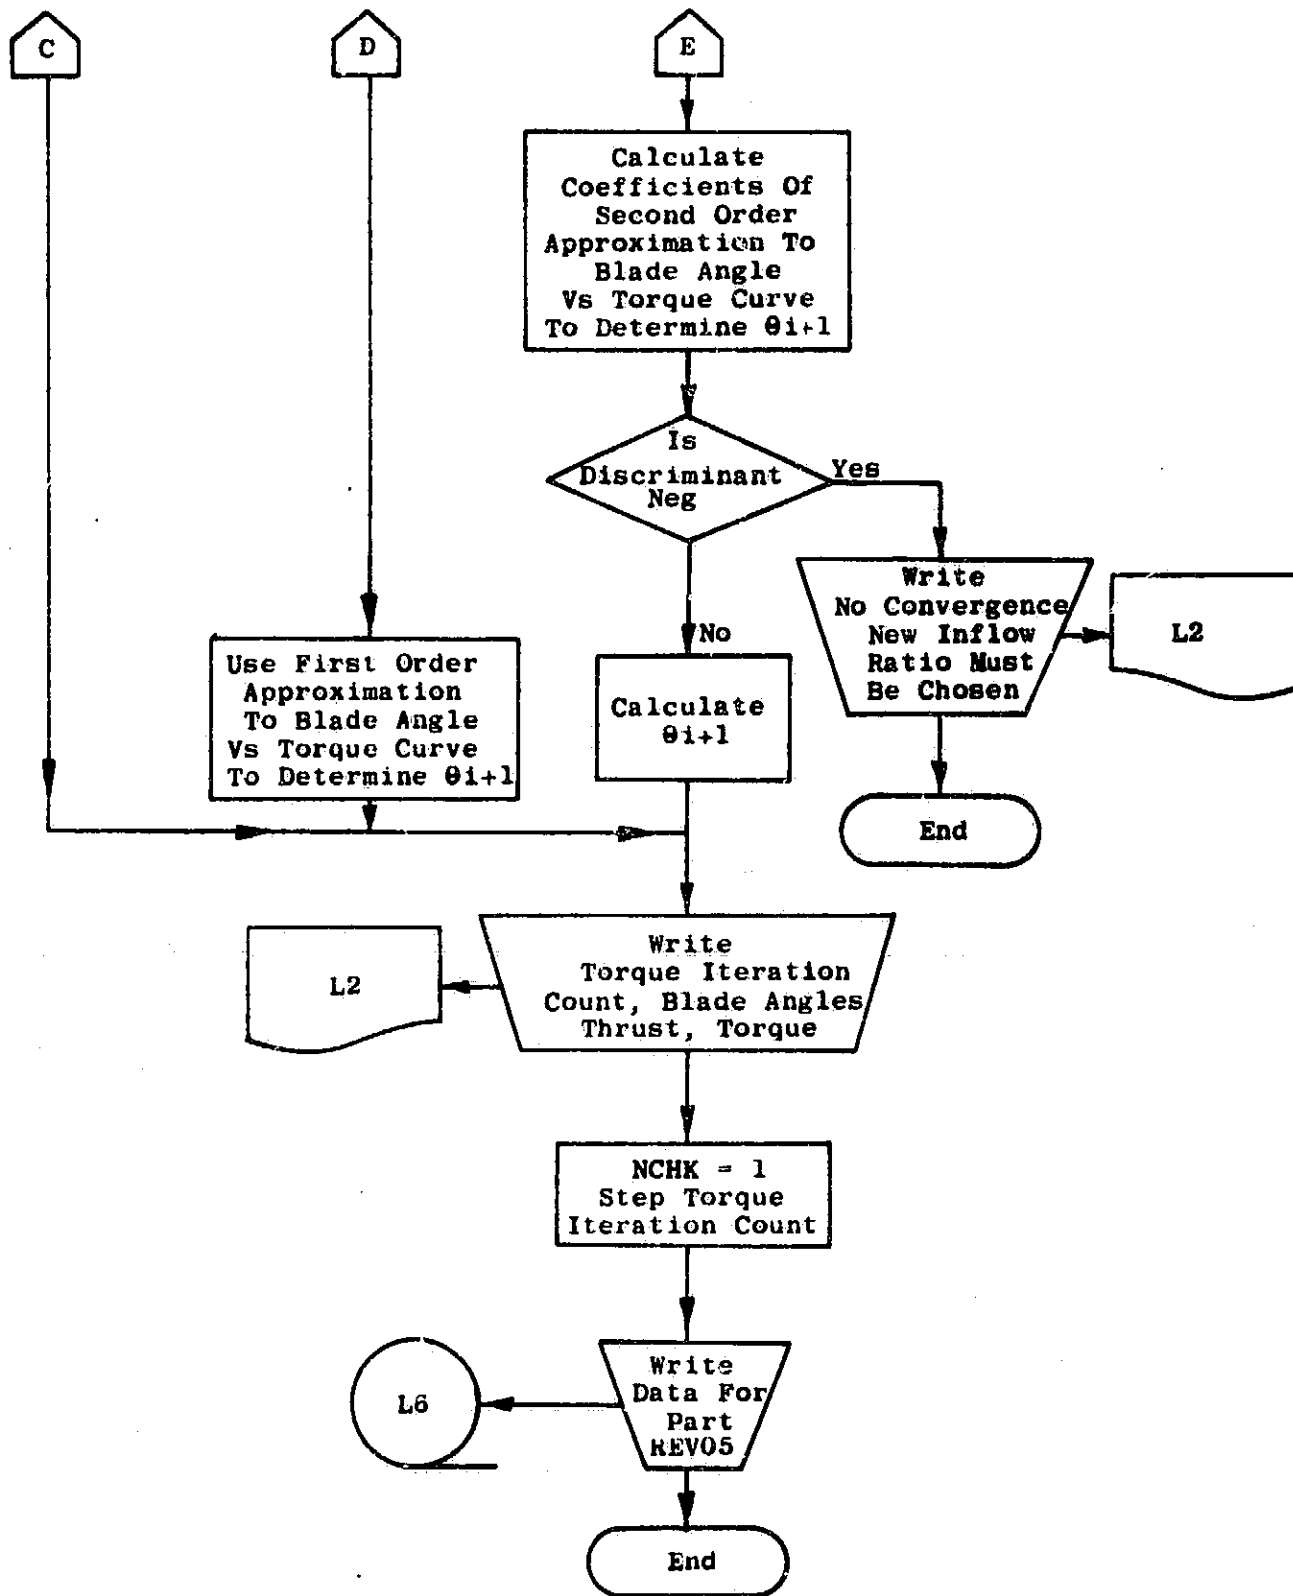 C
D
E
Calculate
Coefficients Of
Second Order
Approximation To
Blade Angle
Vs Torque Curve
To Determine θi+1
Is
Discriminant
Neg
Yes
No
Write
No Convergence
New Inflow
Ratio Must
Be Chosen
L2
Use First Order
Approximation
To Blade Angle
Vs Torque Curve
To Determine θi+1
Calculate
θi+1
End
Write
Torque Iteration
Count, Blade Angles
Thrust, Torque
L2
NCHK = 1
Step Torque
Iteration Count
Write
Data For
Part
REV05
L6
End